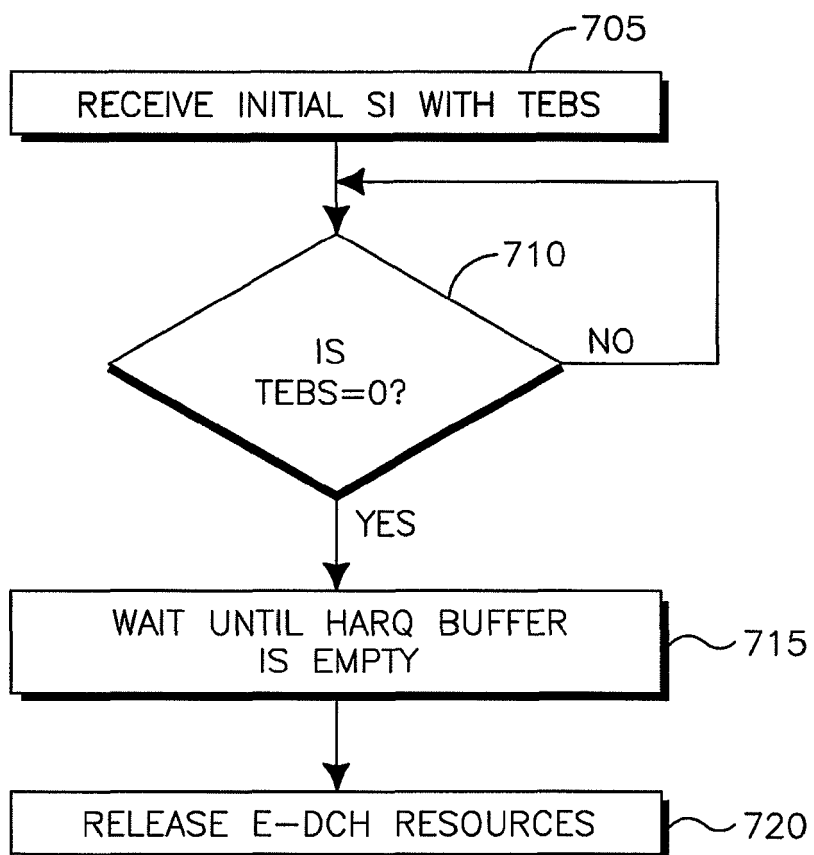 705
RECEIVE INITIAL SI WITH TEBS
710
IS
TEBS=0?
NO
YES
WAIT UNTIL HARQ BUFFER
IS EMPTY
715
RELEASE E-DCH RESOURCES
720